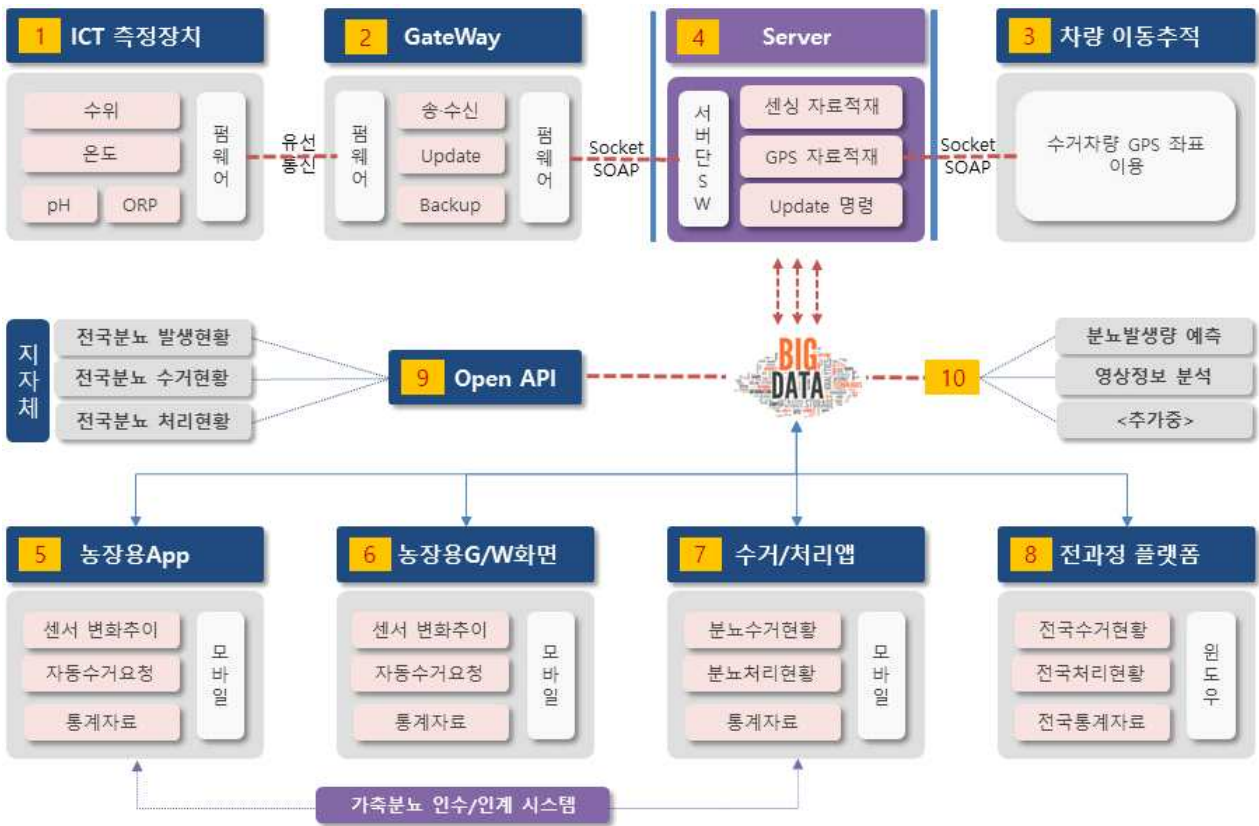 1 ICT 측정장치
수위
온도
pH ORP
펌웨어
유선
통신
2 GateWay
펌웨어
송·수신
Update
Backup
펌웨어
Socket
SOAP
4 Server
서버단SW
센싱 자료적재
GPS 자료적재
Update 명령
Socket
SOAP
3 차량 이동추적
수거차량 GPS 좌표
이용
지자체
전국분뇨 발생현황
전국분뇨 수거현황
전국분뇨 처리현황
9 Open API
BIG
DATA
10
분뇨발생량 예측
영상정보 분석
<추가중>
5 농장용App
센서 변화추이
자동수거요청
통계자료
모바일
6 농장용G/W화면
센서 변화추이
자동수거요청
통계자료
모바일
7 수거/처리앱
분뇨수거현황
분뇨처리현황
통계자료
모바일
8 전과정 플랫폼
전국수거현황
전국처리현황
전국통계자료
윈도우
가축분뇨 인수/인계 시스템